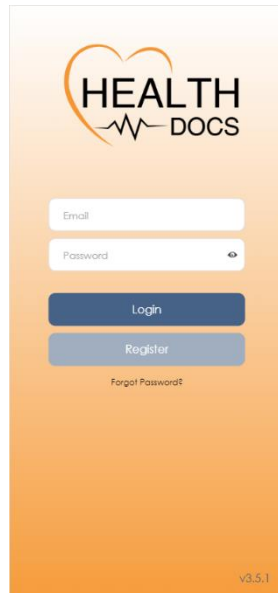 HEALTH
DOCS
Email
Password
Login
Register
Forgot Password?
v3.5.1